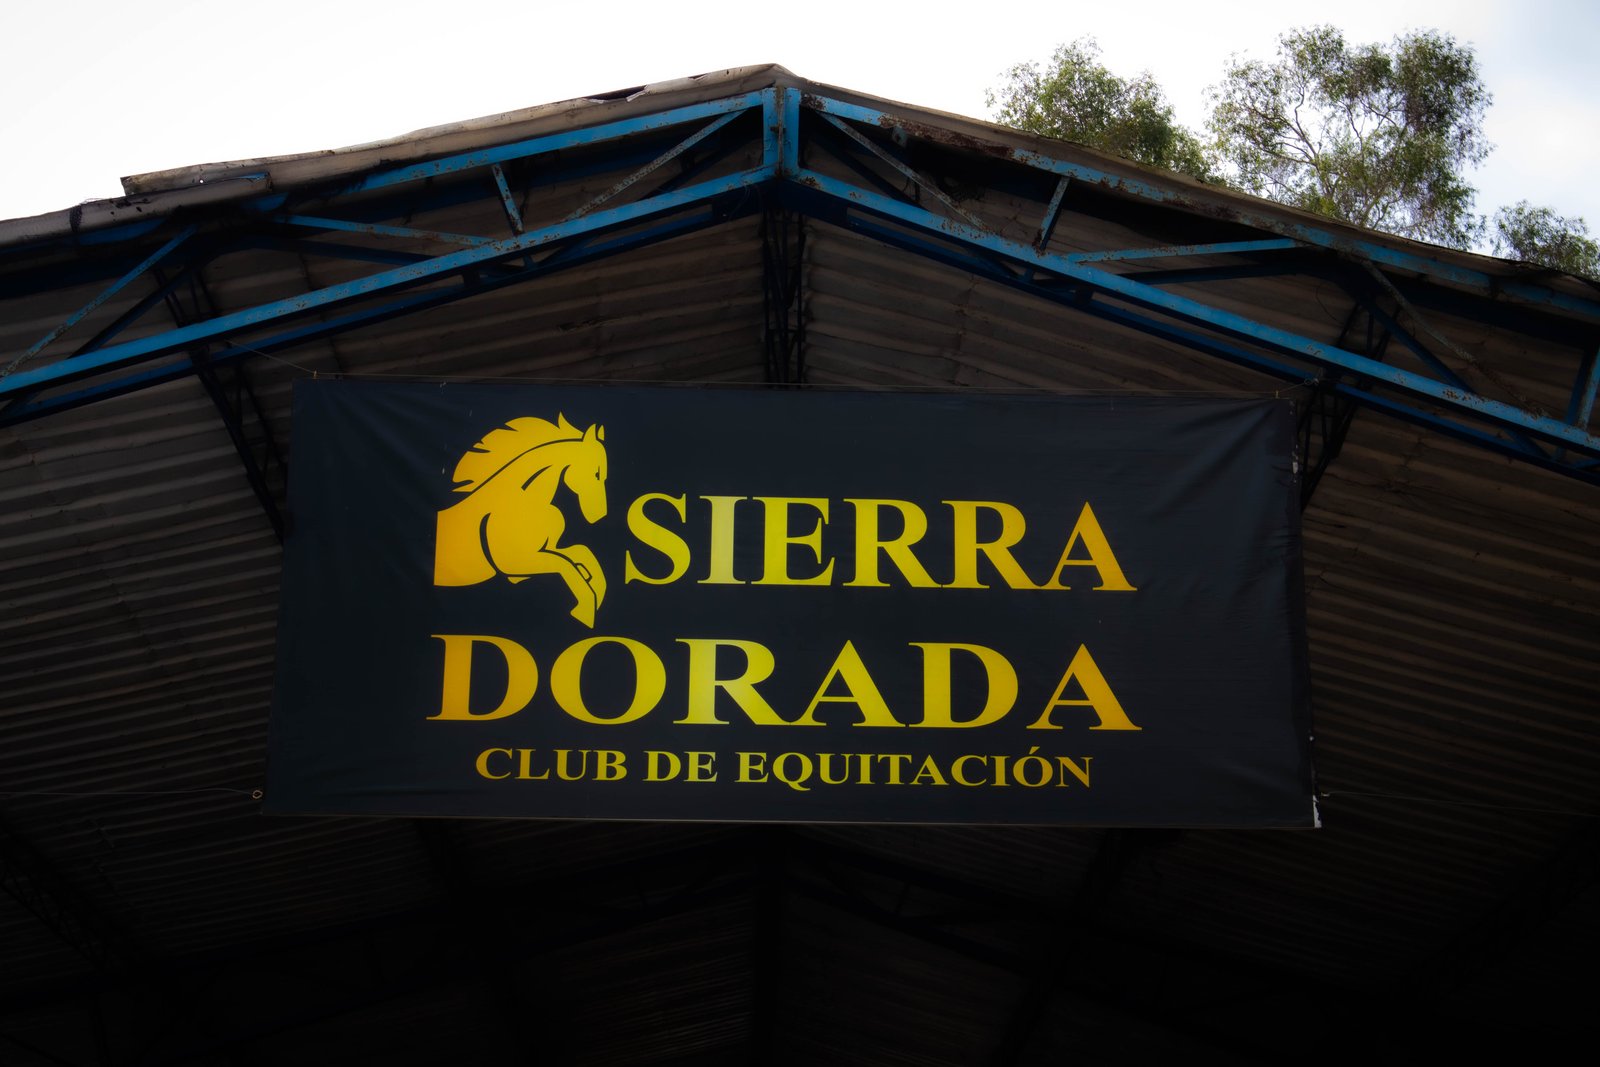 SIERRA
DORADA
CLUB DE EQUITACIÓN